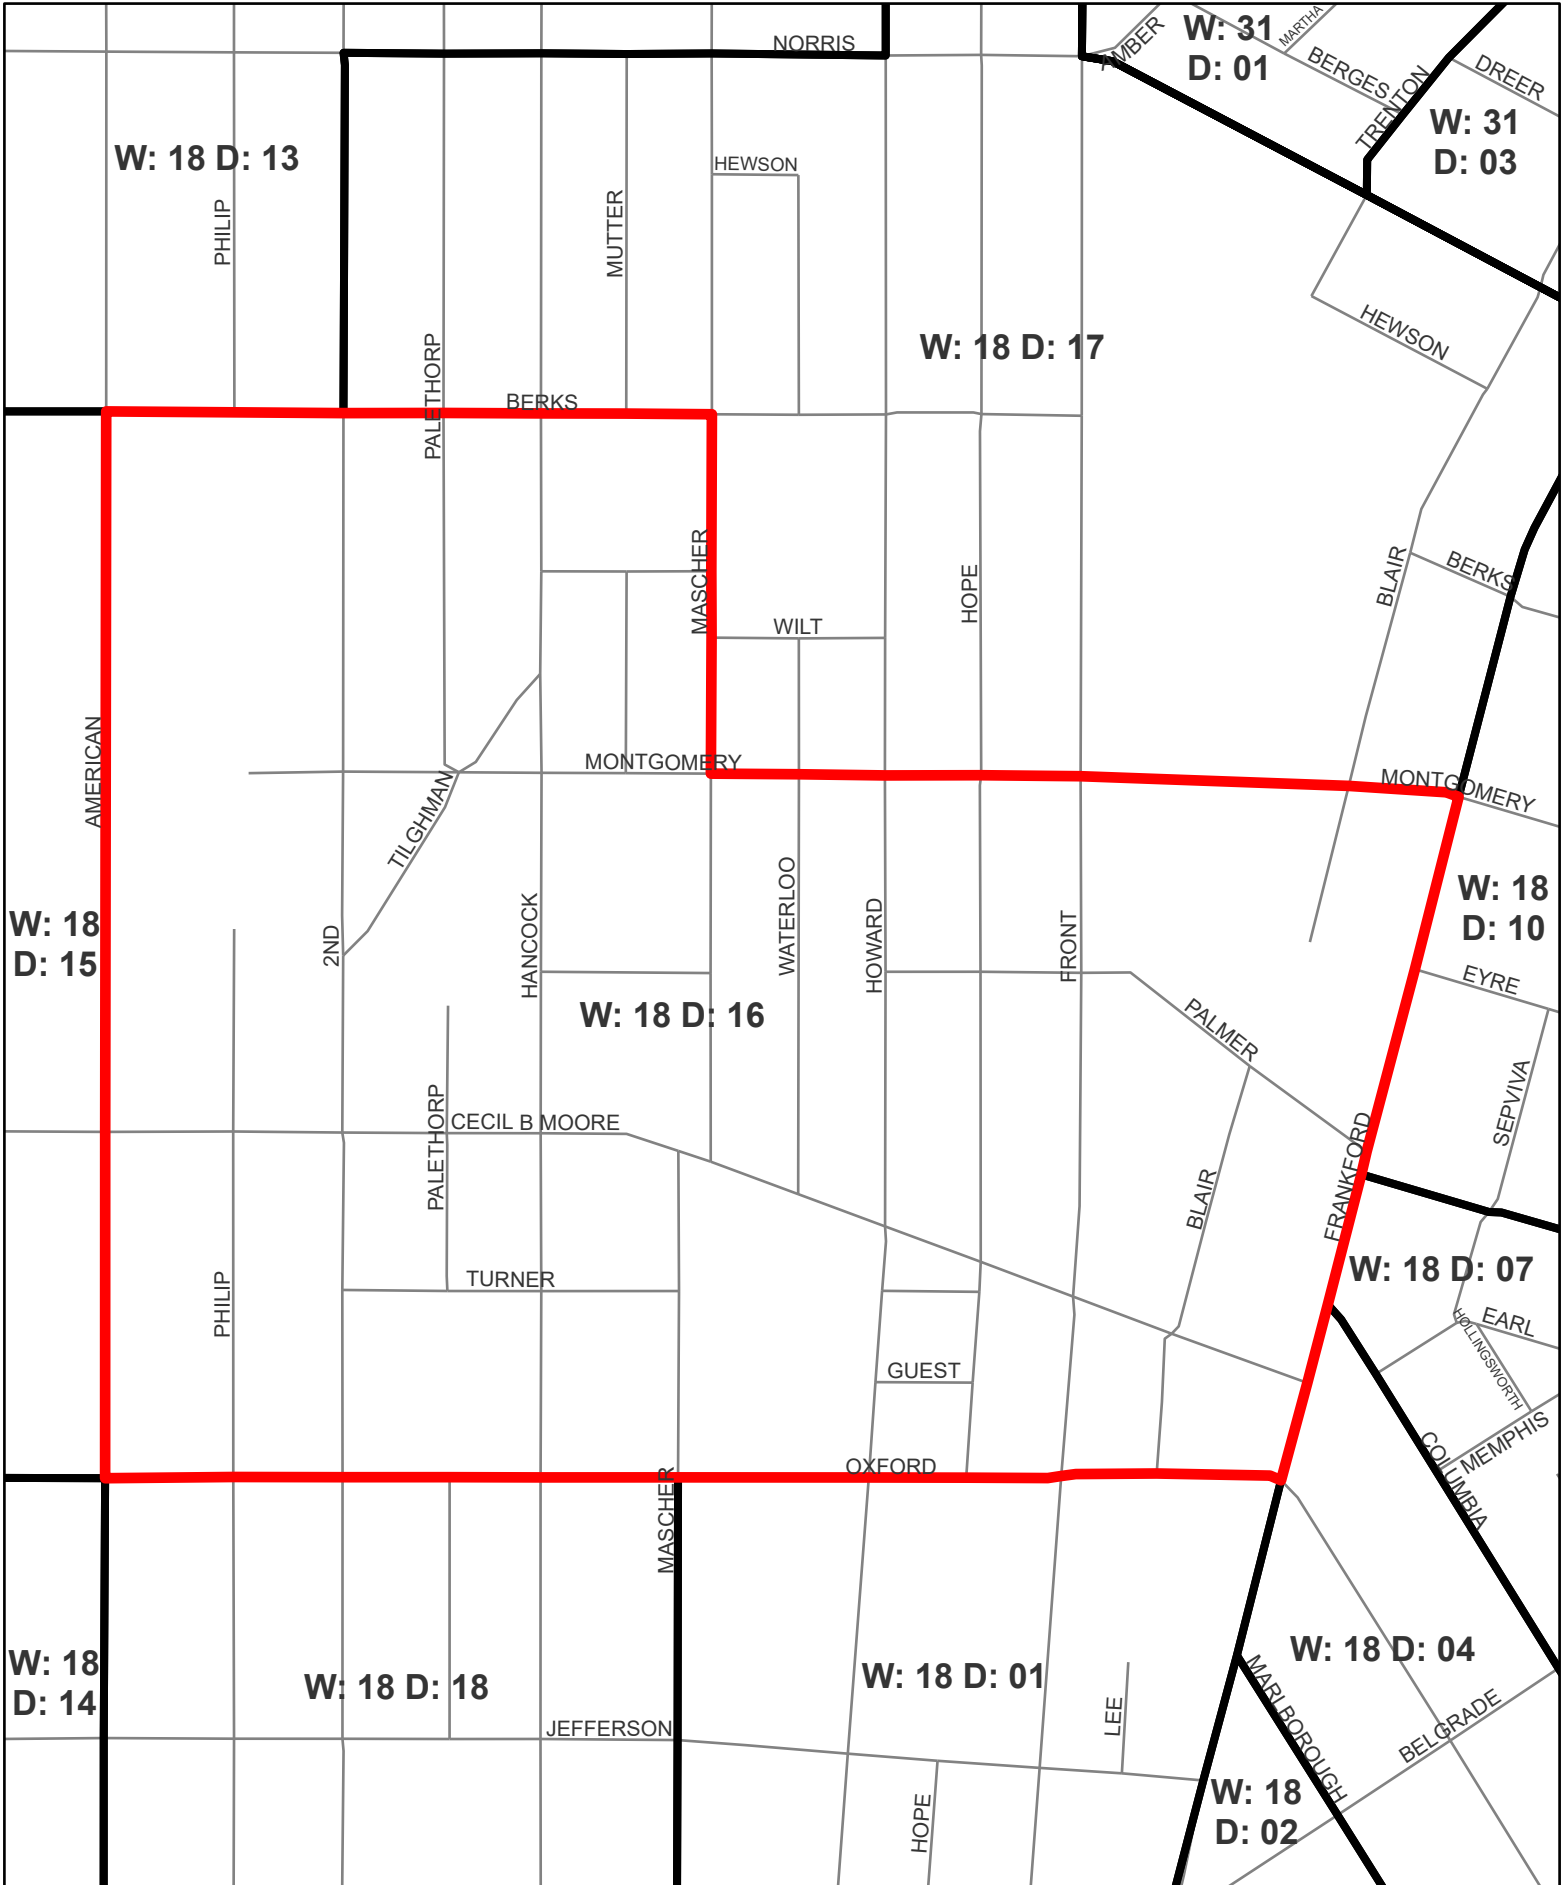 NORRIS
AMBER
W: 31
D: 01
MARTHA
BERGES
TRENTON
DREER
W: 31
D: 03
W: 18 D: 13
PHILIP
MUTTER
HEWSON
PALETHORP
W: 18 D: 17
HEWSON
BERKS
MASCHER
WILT
HOPE
BLAIR
BERKS
AMERICAN
MONTGOMERY
MONTGOMERY
TILGHMAN
W: 18
D: 15
2ND
HANCOCK
WATERLOO
HOWARD
FRONT
W: 18
D: 10
EYRE
W: 18 D: 16
PALMER
SEPVIVA
PALETHORP
CECIL B MOORE
BLAIR
FRANKFORD
W: 18 D: 07
PHILIP
TURNER
HOLLINGSWORTH
EARL
GUEST
COLUMBIA
MEMPHIS
OXFORD
MASCHER
W: 18
D: 14
W: 18 D: 18
W: 18 D: 01
W: 18 D: 04
LEE
MARLBOROUGH
BELGRADE
JEFFERSON
HOPE
W: 18
D: 02